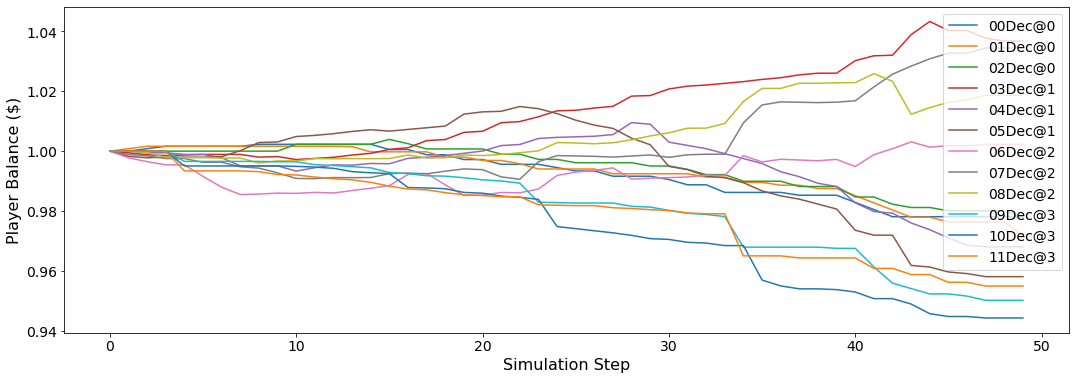 1.04
1.02
1.00
0.98
0.96
0.94
Player Balance ($)
0
10
20
30
40
50
Simulation Step
00Dec@0
01Dec@0
02Dec@0
03Dec@1
04Dec@1
05Dec@1
06Dec@2
07Dec@2
08Dec@2
09Dec@3
10Dec@3
11Dec@3